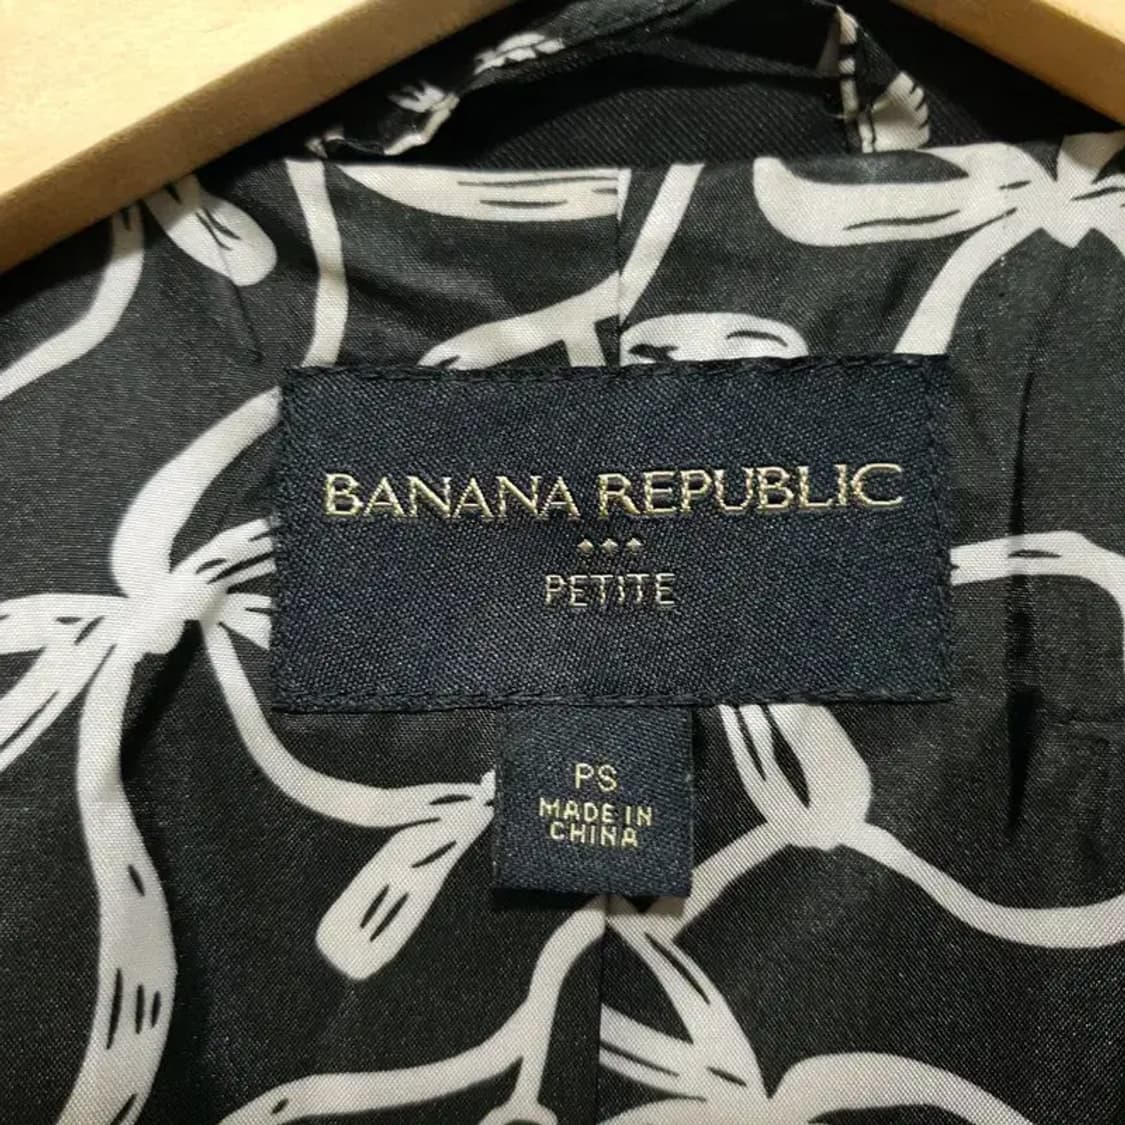 BANANA REPUBLIC
PETITE
PS
MADE IN
CHINA